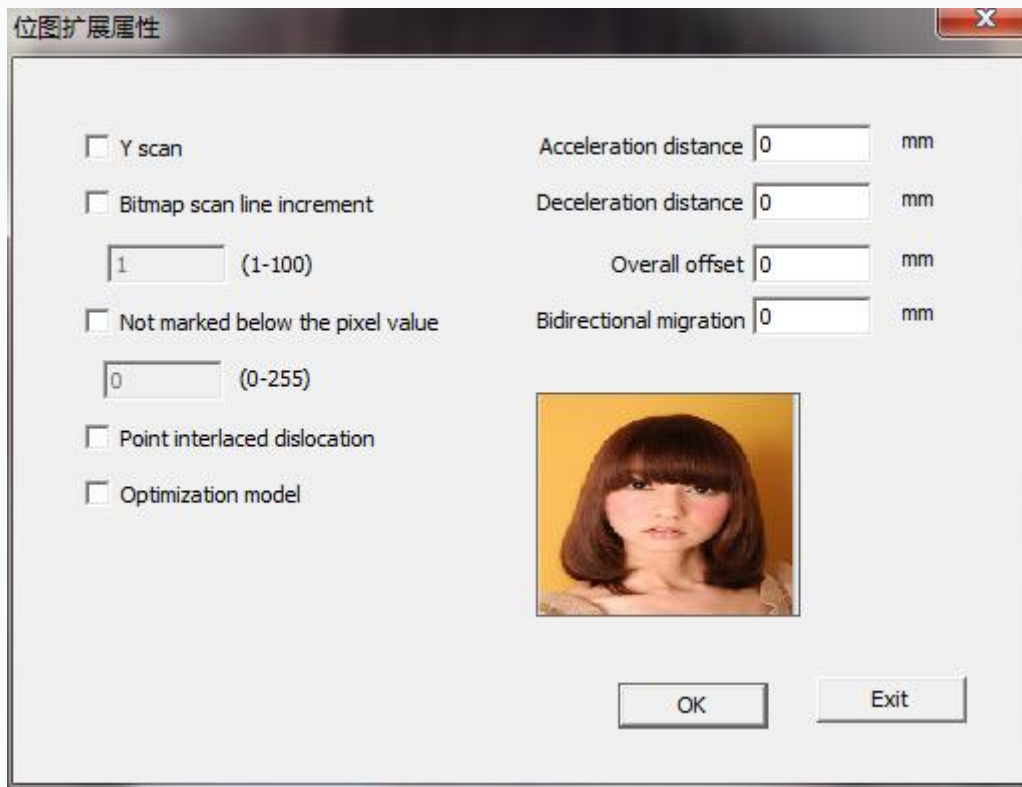 位图扩展属性
X
Y scan
Acceleration distance 0 mm
Bitmap scan line increment
Deceleration distance 0 mm
1 (1-100)
Overall offset 0 mm
Not marked below the pixel value
Bidirectional migration 0 mm
0 (0-255)
Point interlaced dislocation
Optimization model
OK
Exit